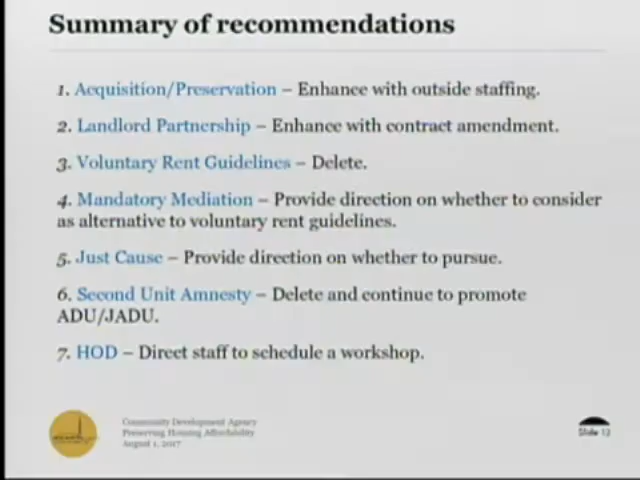 Summary of recommendations
1. Acquisition/Preservation – Enhance with outside staffing.
2. Landlord Partnership – Enhance with contract amendment.
3. Voluntary Rent Guidelines – Delete.
4. Mandatory Mediation – Provide direction on whether to consider
as alternative to voluntary rent guidelines.
5. Just Cause – Provide direction on whether to pursue.
6. Second Unit Amnesty – Delete and continue to promote
ADU/JADU.
7. HOD – Direct staff to schedule a workshop.
Community Development Agency
Preserving Housing Affordability
August 1, 2017
Slide 13